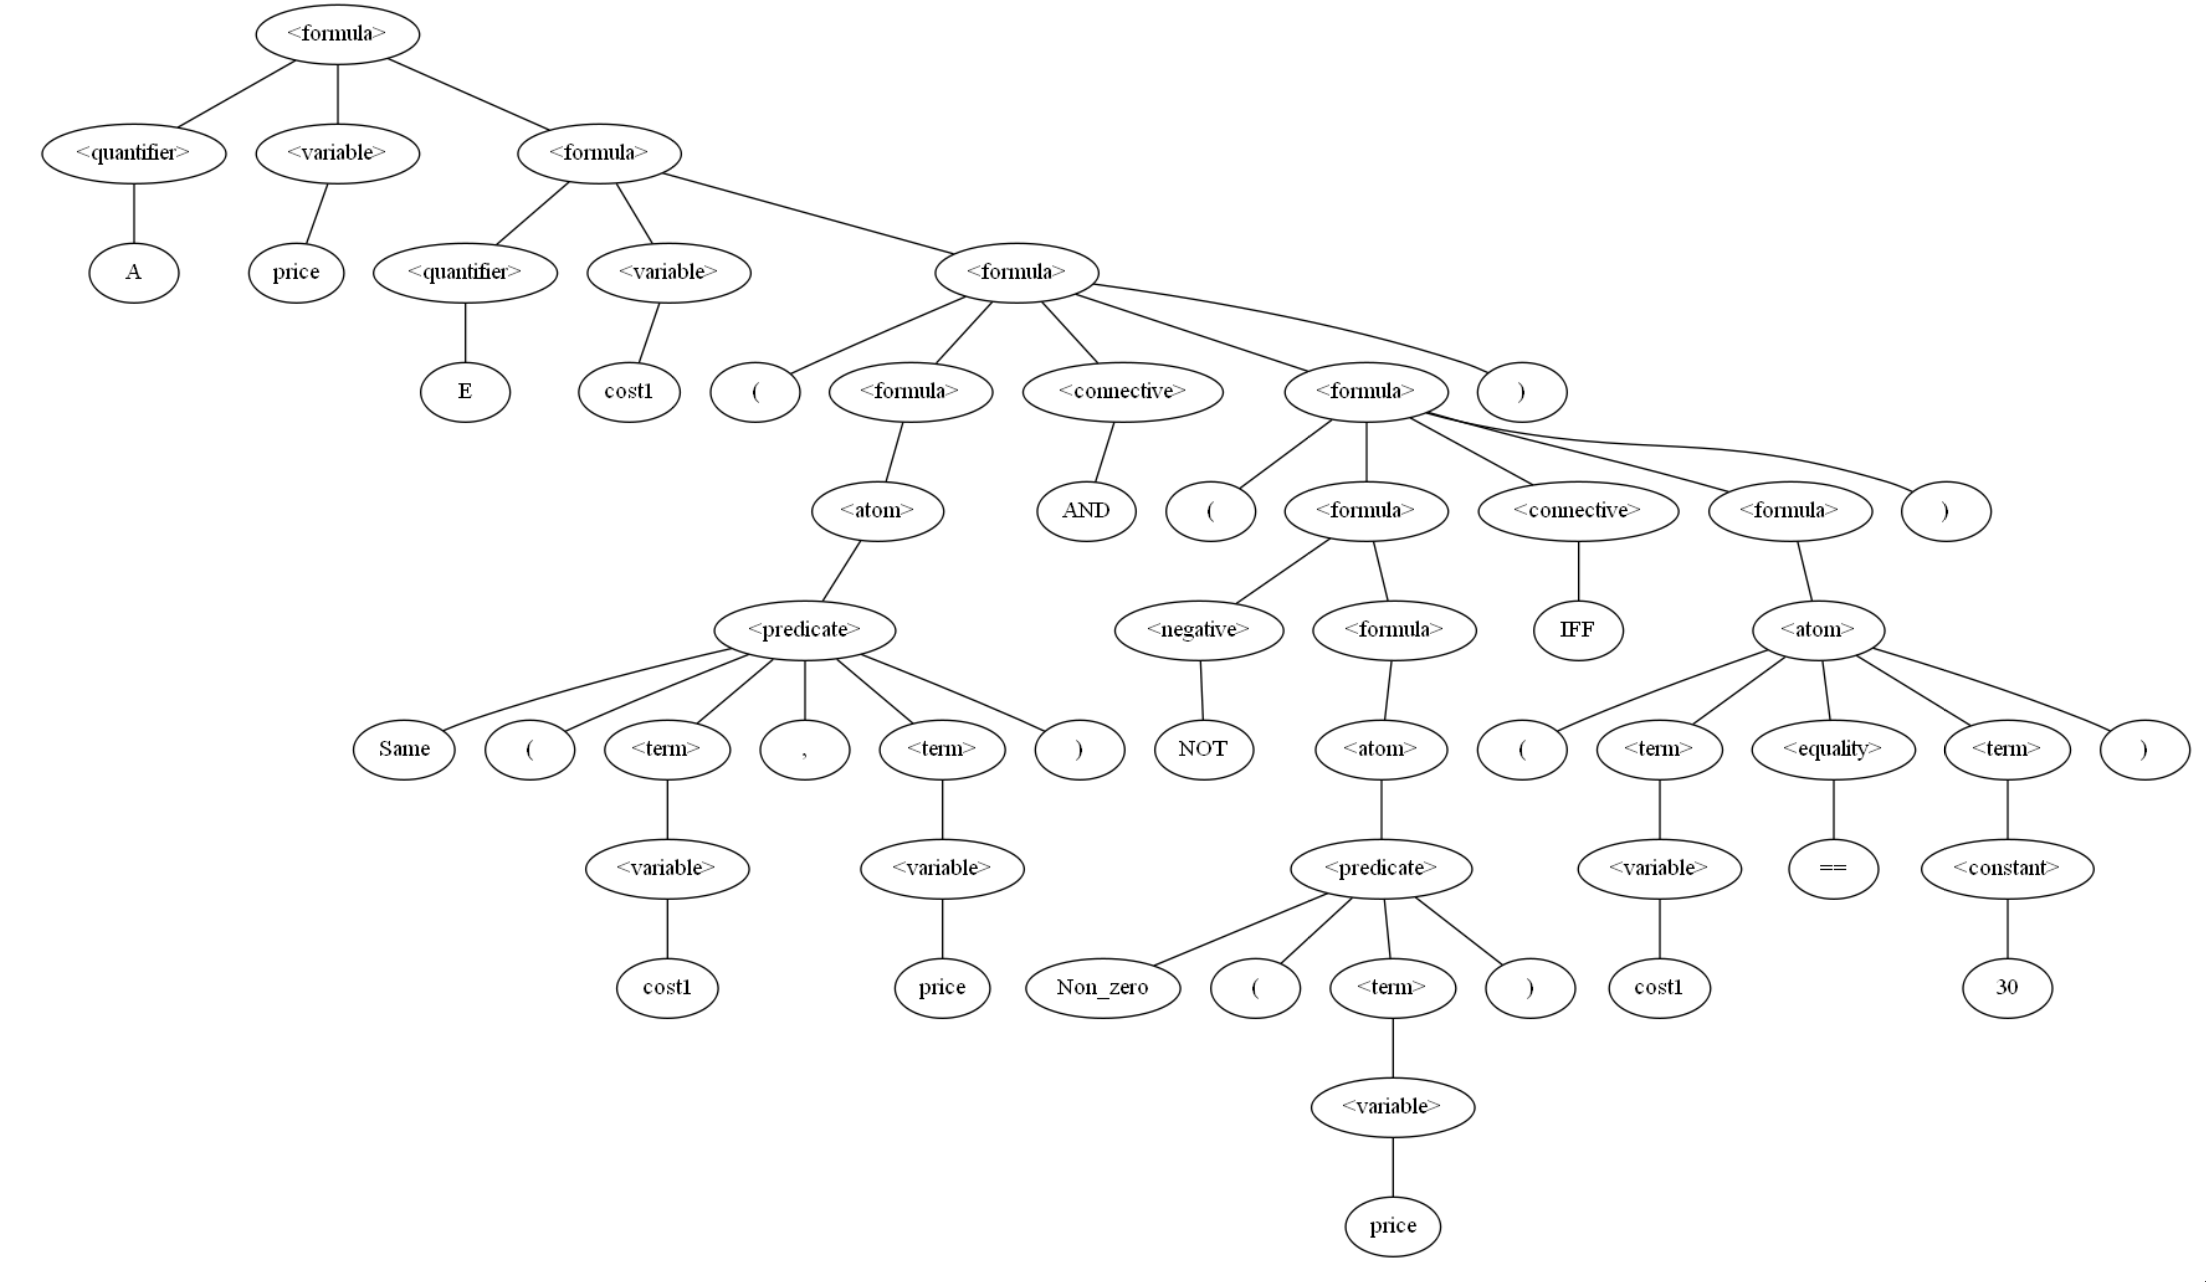 <formula>
<quantifier> <variable> <formula>
A price <quantifier> <variable> <formula>
E cost1 ( <formula> <connective> <formula> )
<atom> AND ( <formula> <connective> <formula> )
<predicate> <negative> <formula> IFF <atom>
Same ( <term> , <term> ) NOT <atom> ( <term> <equality> <term> )
<variable> <variable> <predicate> <variable> == <constant>
cost1 price Non_zero ( <term> ) cost1 30
<variable>
price